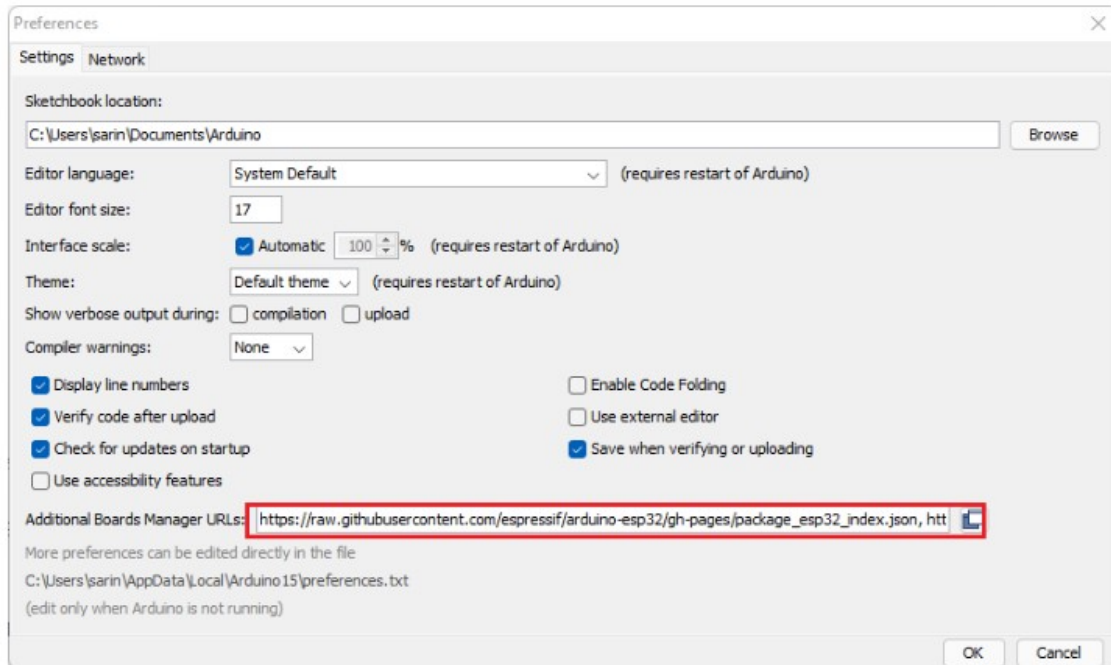 Preferences
Settings Network
Sketchbook location:
C:\Users\sarin\Documents\Arduino Browse
Editor language: System Default (requires restart of Arduino)
Editor font size: 17
Interface scale: Automatic 100 % (requires restart of Arduino)
Theme: Default theme (requires restart of Arduino)
Show verbose output during: compilation upload
Compiler warnings: None
Display line numbers Enable Code Folding
Verify code after upload Use external editor
Check for updates on startup Save when verifying or uploading
Use accessibility features
Additional Boards Manager URLs: https://raw.githubusercontent.com/espressif/arduino-esp32/gh-pages/package_esp32_index.json, htt
More preferences can be edited directly in the file
C:\Users\sarin\AppData\Local\Arduino15\preferences.txt
(edit only when Arduino is not running)
OK Cancel